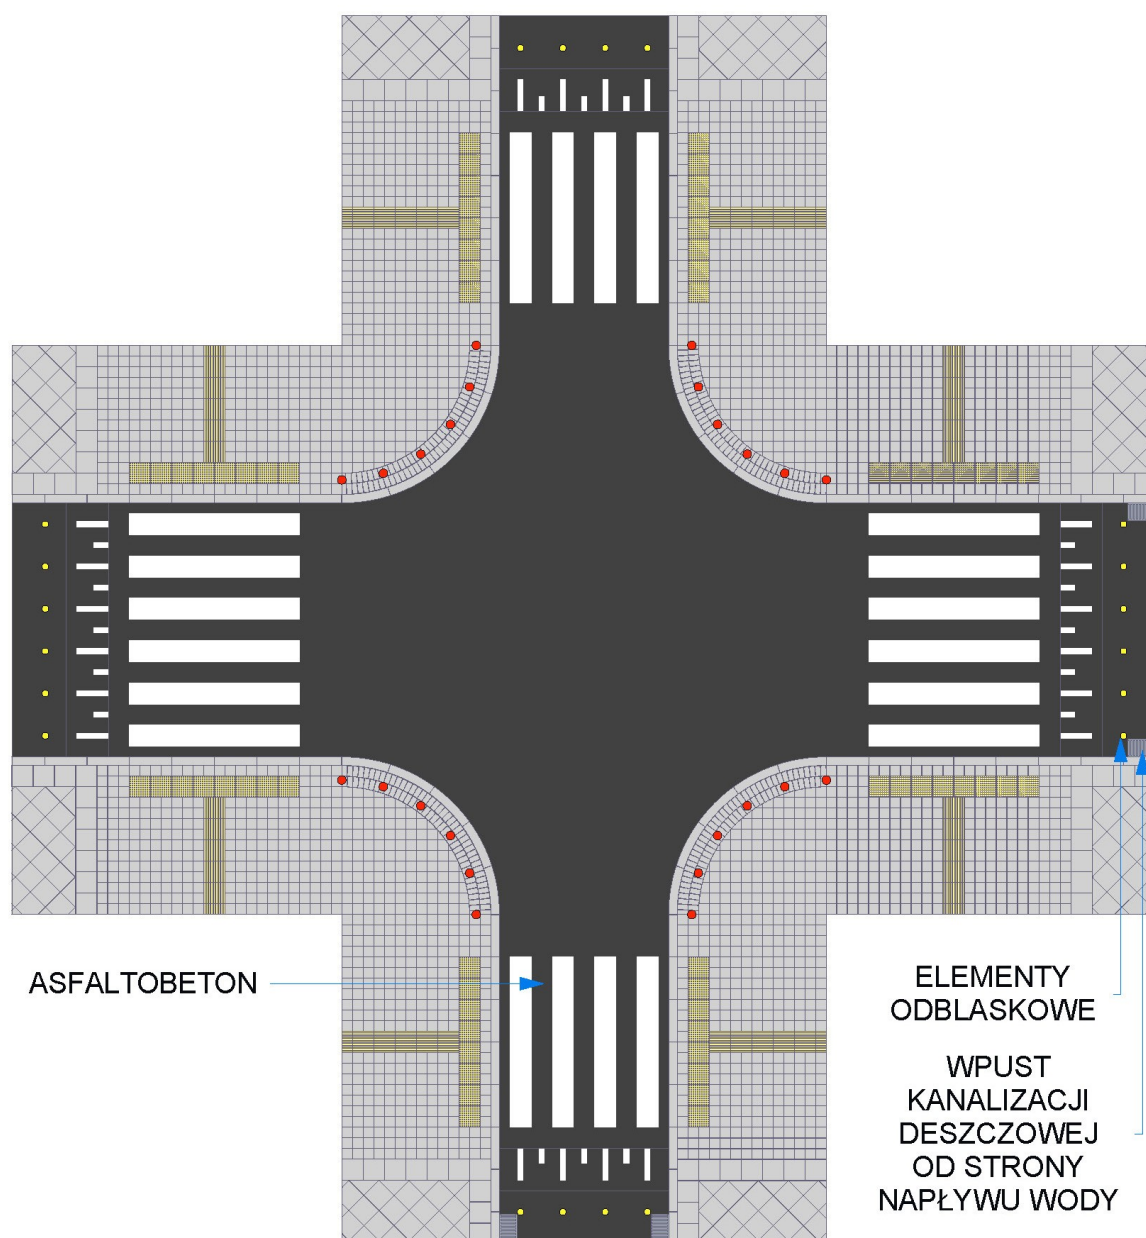 ASFALTOBETON
ELEMENTY
ODBLASKOWE
WPUST
KANALIZACJI
DESZCZOWEJ
OD STRONY
NAPŁYWU WODY